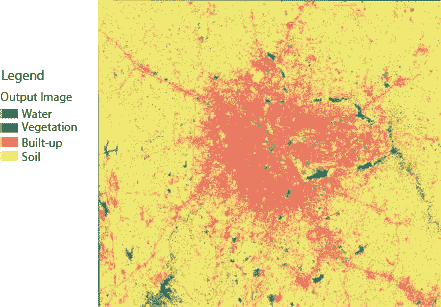 Legend
Output Image
Water
Vegetation
Built-up
Soil